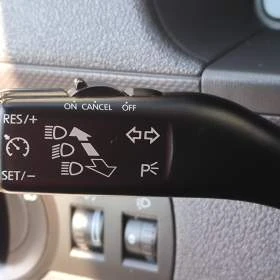 ON CANCEL OFF
RES/+
SET/-
P